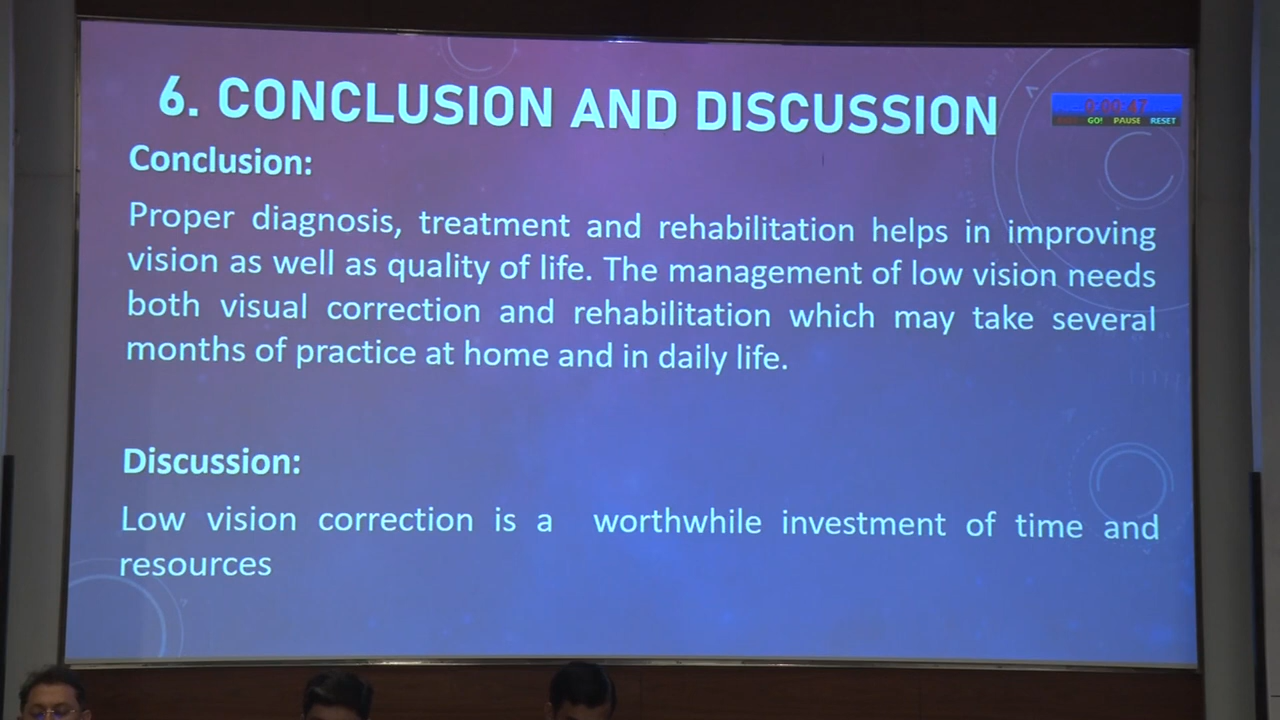 6. CONCLUSION AND DISCUSSION
0:00:47
GO! PAUSE RESET
Conclusion:
Proper diagnosis, treatment and rehabilitation helps in improving
vision as well as quality of life. The management of low vision needs
both visual correction and rehabilitation which may take several
months of practice at home and in daily life.
Discussion:
Low vision correction is a worthwhile investment of time and
resources